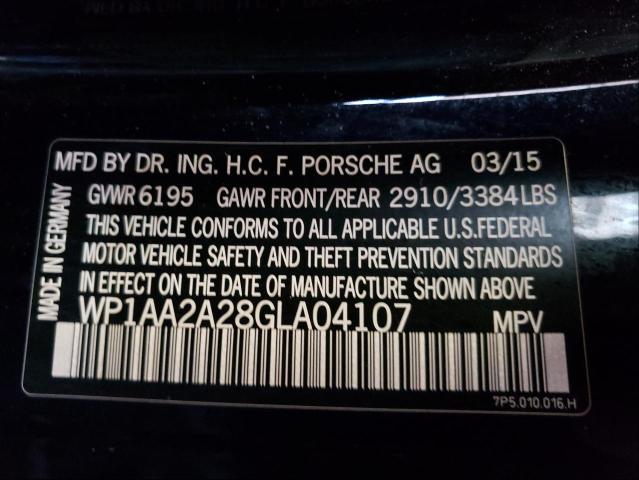 MFD BY DR. ING. H.C. F. PORSCHE AG 03/15
GVWR 6195 GAWR FRONT/REAR 2910/3384 LBS
THIS VEHICLE CONFORMS TO ALL APPLICABLE U.S.FEDERAL
MOTOR VEHICLE SAFETY AND THEFT PREVENTION STANDARDS
IN EFFECT ON THE DATE OF MANUFACTURE SHOWN ABOVE
WP1AA2A28GLA04107 MPV
MADE IN GERMANY
7P5.010.016.H